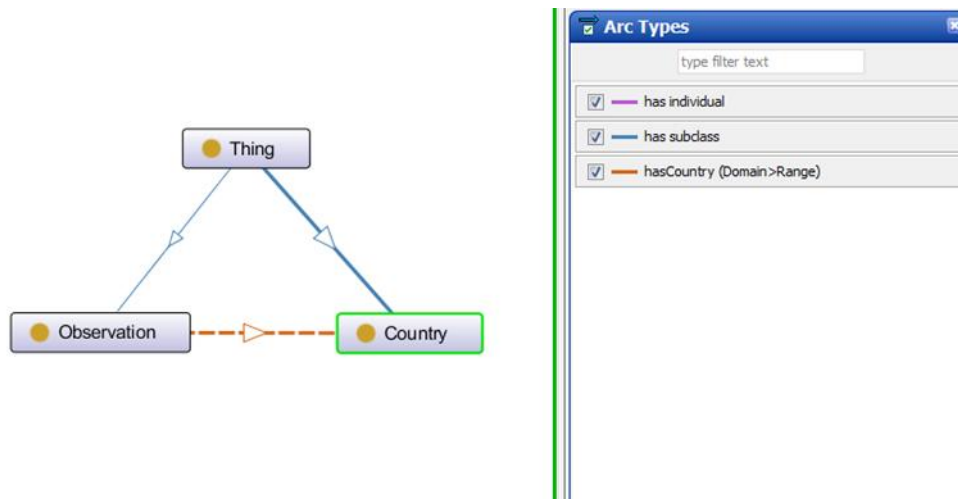 Thing
Observation
Country
Arc Types
type filter text
has individual
has subclass
hasCountry (Domain>Range)